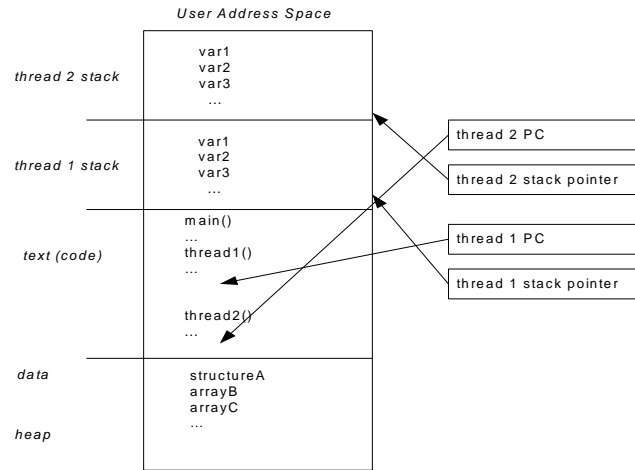 User Address Space
thread 2 stack
var1
var2
var3
...
thread 1 stack
var1
var2
var3
...
text (code)
main()
...
thread1()
...
thread2()
...
data
structureA
arrayB
arrayC
...
heap
thread 2 PC
thread 2 stack pointer
thread 1 PC
thread 1 stack pointer